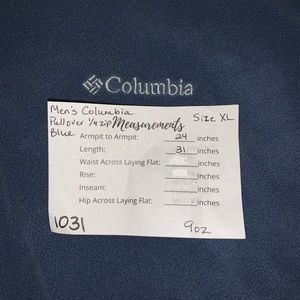 Columbia
Men's Columbia
Size XL
Pullover 1/4 zip Measurements
Blue
Armpit to Armpit: 24 inches
Length: 31 inches
Waist Across Laying Flat: inches
Rise: inches
Inseam: inches
Hip Across Laying Flat: inches
1031
9oz